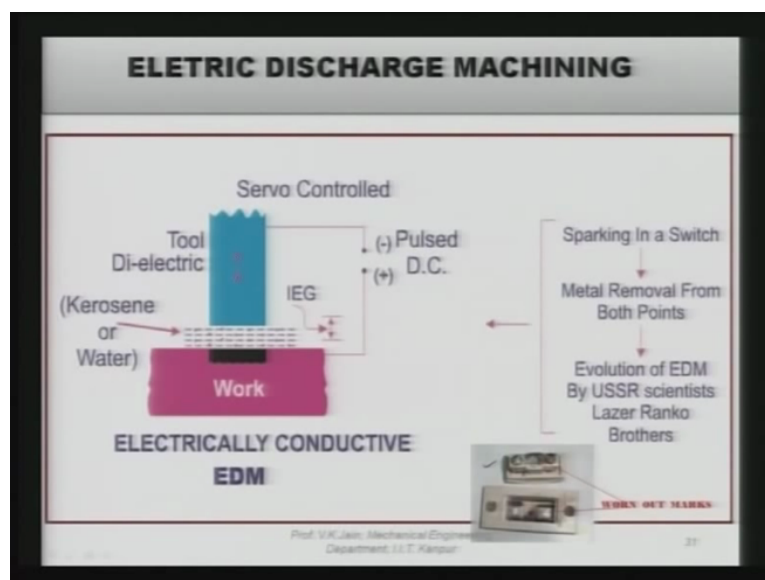 ELETRIC DISCHARGE MACHINING
Servo Controlled
Tool
Di-electric
(Kerosene
or
Water)
IEG
(-) Pulsed
(+) D.C.
Work
ELECTRICALLY CONDUCTIVE
EDM
Sparking In a Switch
Metal Removal From
Both Points
Evolution of EDM
By USSR scientists
Lazer Ranko
Brothers
WORN OUT MARKS
Prof. V.K.Jain, Mechanical Enginee
Department, I.I.T. Kanpur
31